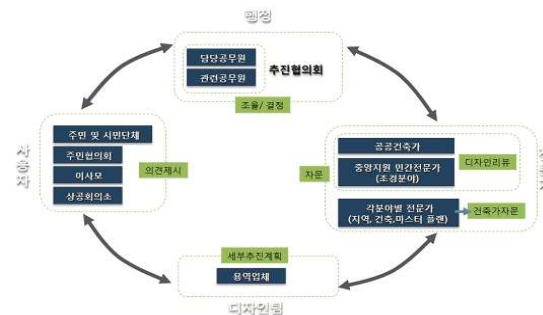 행정
담당공무원
관련공무원
추진협의회
조율/ 결정
사용자
주민 및 시민단체
주민협의회
이사모
상공회의소
의견제시
자문
공공건축가
중앙지원 민간전문가
(조경분야)
디자인리뷰
각분야별 전문가
(지역, 건축,마스터 플랜)
건축가자문
세부추진계획
용역업체
디자인팀